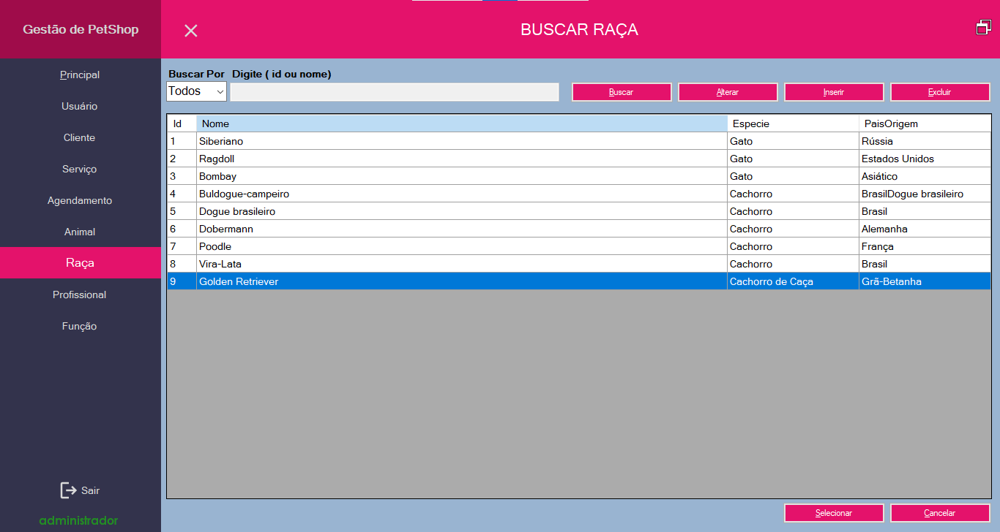 Gestão de PetShop
BUSCAR RAÇA
Principal
Usuário
Cliente
Serviço
Agendamento
Animal
Raça
Profissional
Função
Sair
administrador
Buscar Por Digite ( id ou nome)
Todos Buscar Alterar Inserir Excluir
Id Nome Especie PaisOrigem
1 Siberiano Gato Rússia
2 Ragdoll Gato Estados Unidos
3 Bombay Gato Asiático
4 Buldogue-campeiro Cachorro BrasilDogue brasileiro
5 Dogue brasileiro Cachorro Brasil
6 Dobermann Cachorro Alemanha
7 Poodle Cachorro França
8 Vira-Lata Cachorro Brasil
9 Golden Retriever Cachorro de Caça Grã-Betanha
Selecionar Cancelar